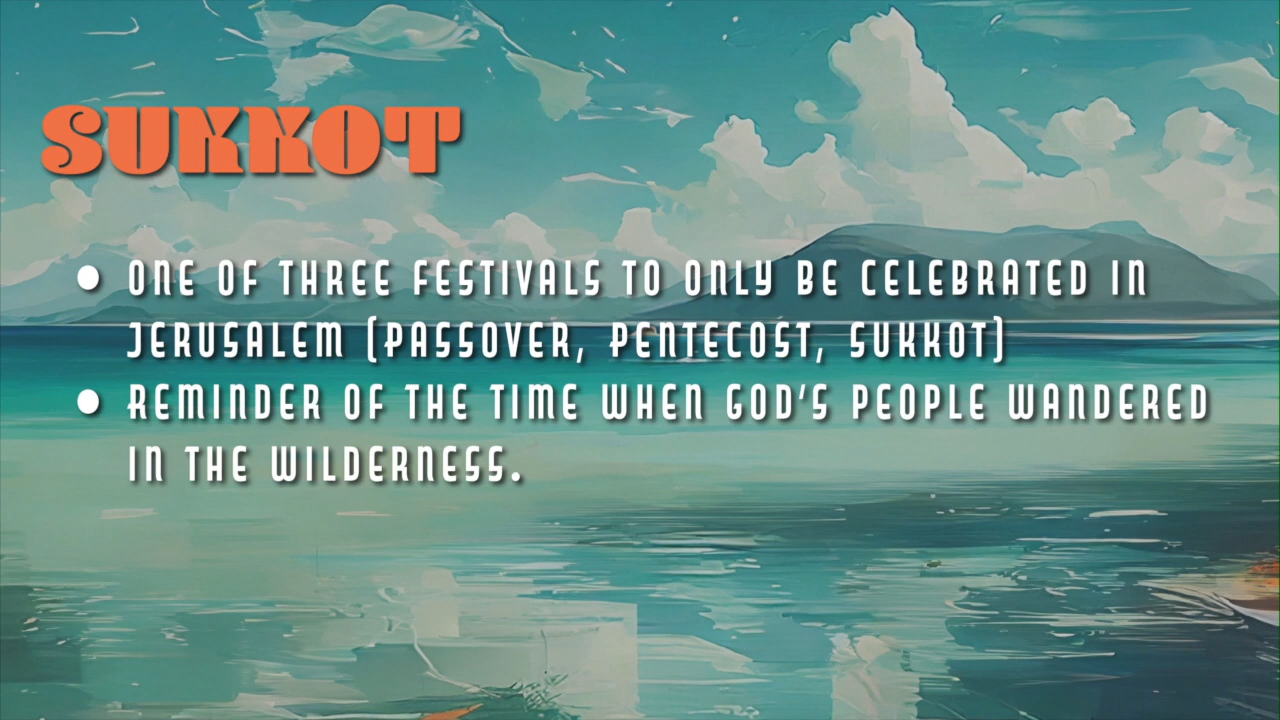 SUKKOT
• ONE OF THREE FESTIVALS TO ONLY BE CELEBRATED IN
JERUSALEM (PASSOVER, PENTECOST, SUKKOT)
• REMINDER OF THE TIME WHEN GOD'S PEOPLE WANDERED
IN THE WILDERNESS.